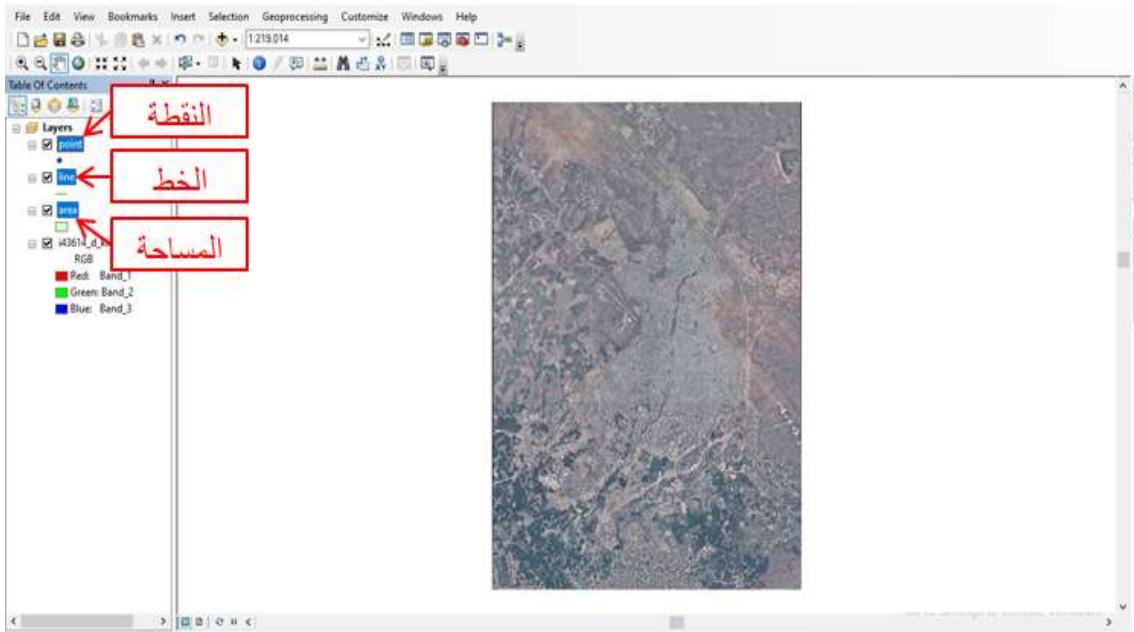 File Edit View Bookmarks Insert Selection Geoprocessing Customize Windows Help
1:219,014
Table Of Contents
النقطة
Layers
point
الخط
line
area
المساحة
RGB
Red: Band_1
Green: Band_2
Blue: Band_3